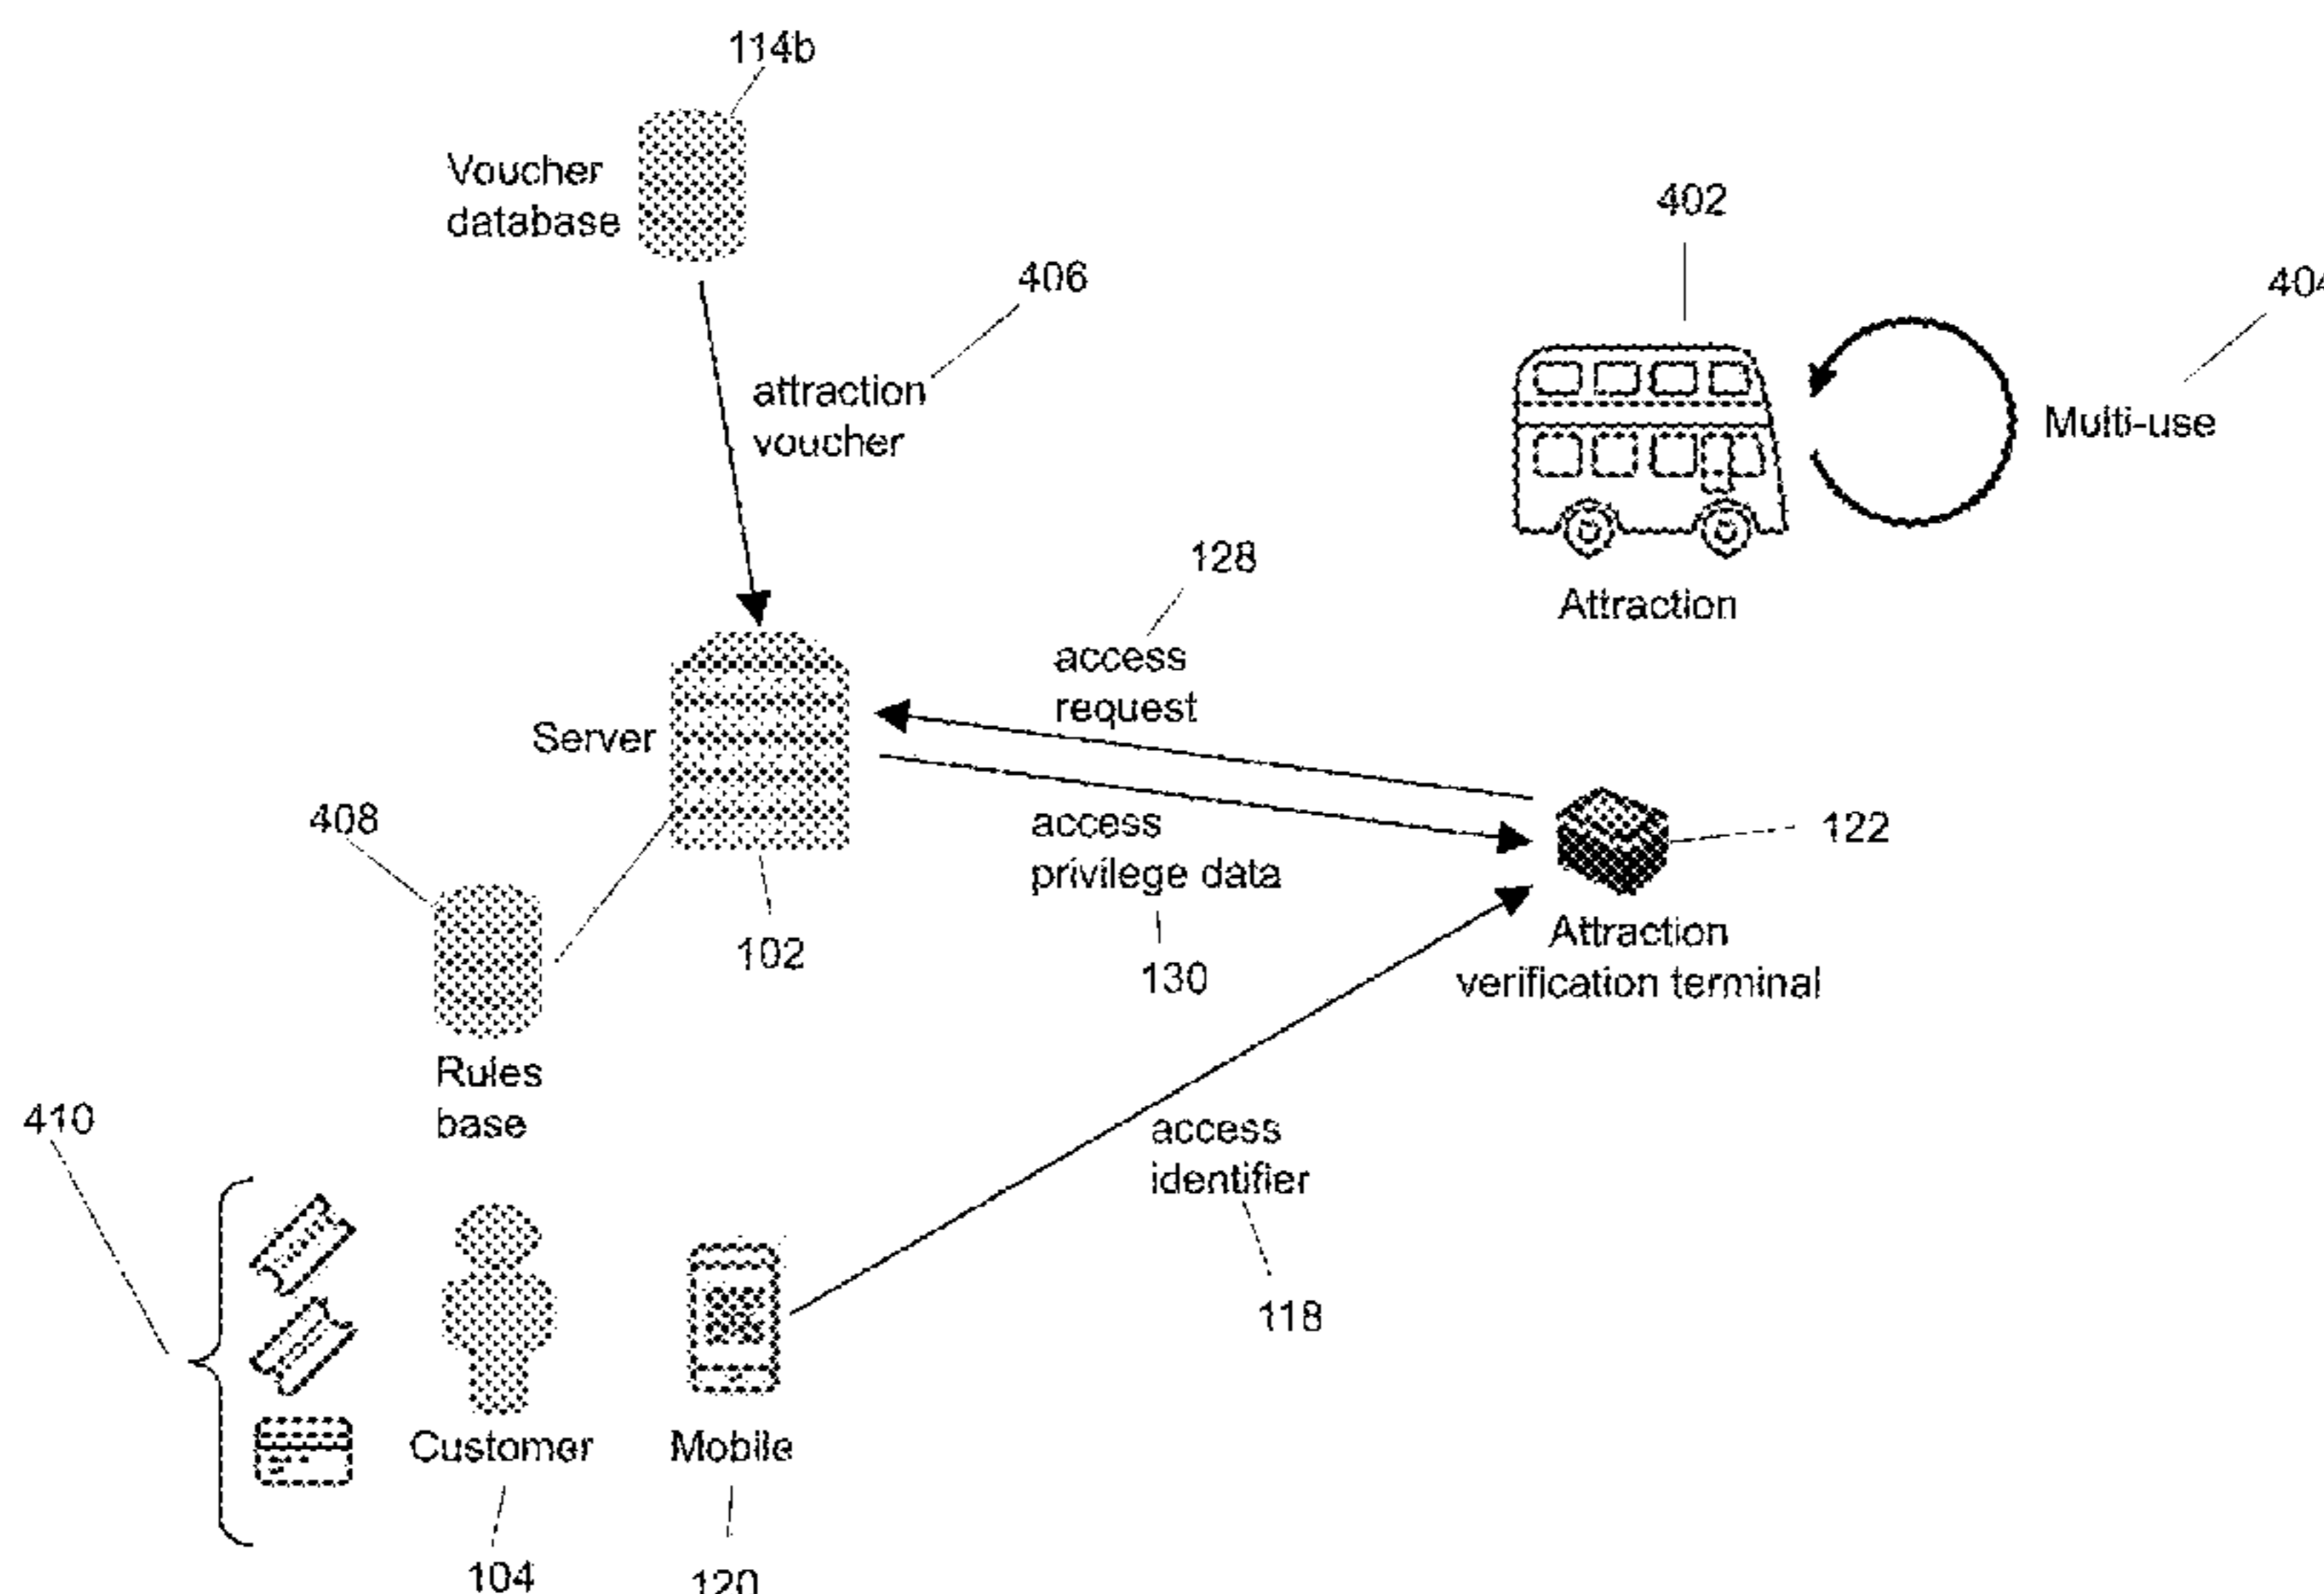 114b
Voucher
database
402
406
404
attraction
voucher
Multi-use
128
Attraction
access
request
Server
408
access
privilege data
122
102
130
Attraction
verification terminal
Rules
base
410
access
identifier
118
Customer
Mobile
104
120